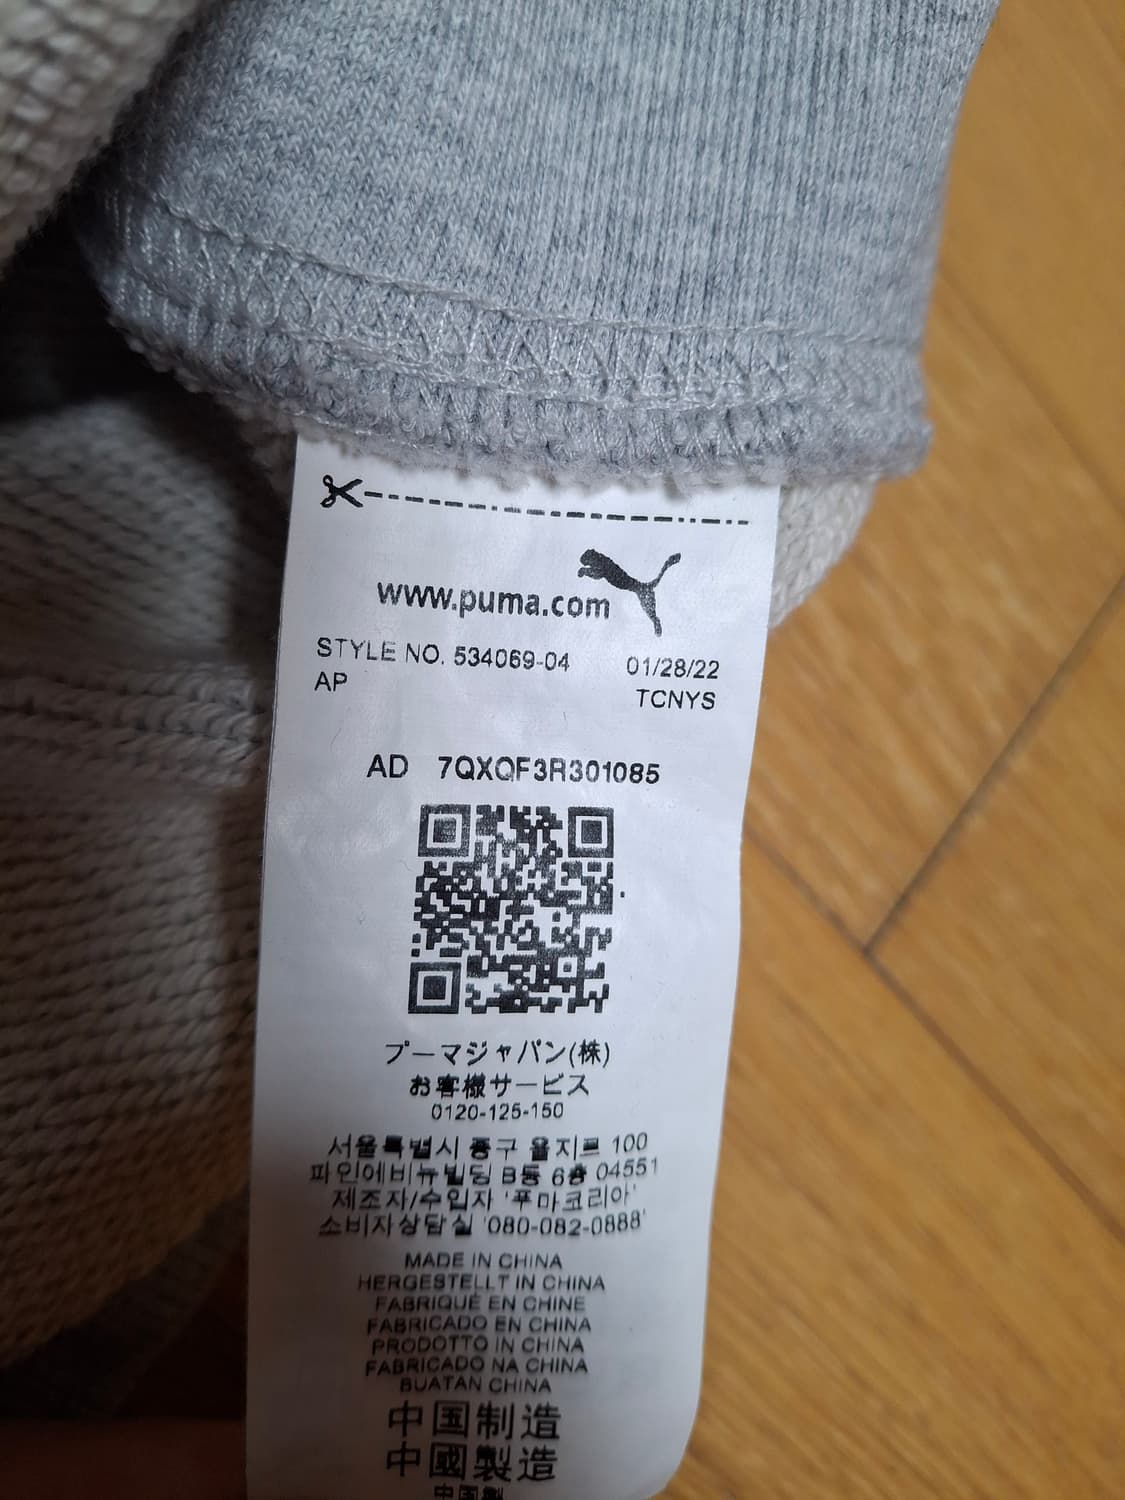 www.puma.com
STYLE NO. 534069-04 01/28/22
AP TCNYS
AD 7QXQF3R301085
プーマジャパン(株)
お客様サービス
0120-125-150
서울특별시 중구 을지로 100
파인에비뉴빌딩 B동 6층 04551
제조자/수입자 '푸마코리아'
소비자상담실 '080-082-0888'
MADE IN CHINA
HERGESTELLT IN CHINA
FABRIQUÉ EN CHINE
FABRICADO EN CHINA
PRODOTTO IN CHINA
FABRICADO NA CHINA
BUATAN CHINA
中国制造
中國製造
中国製